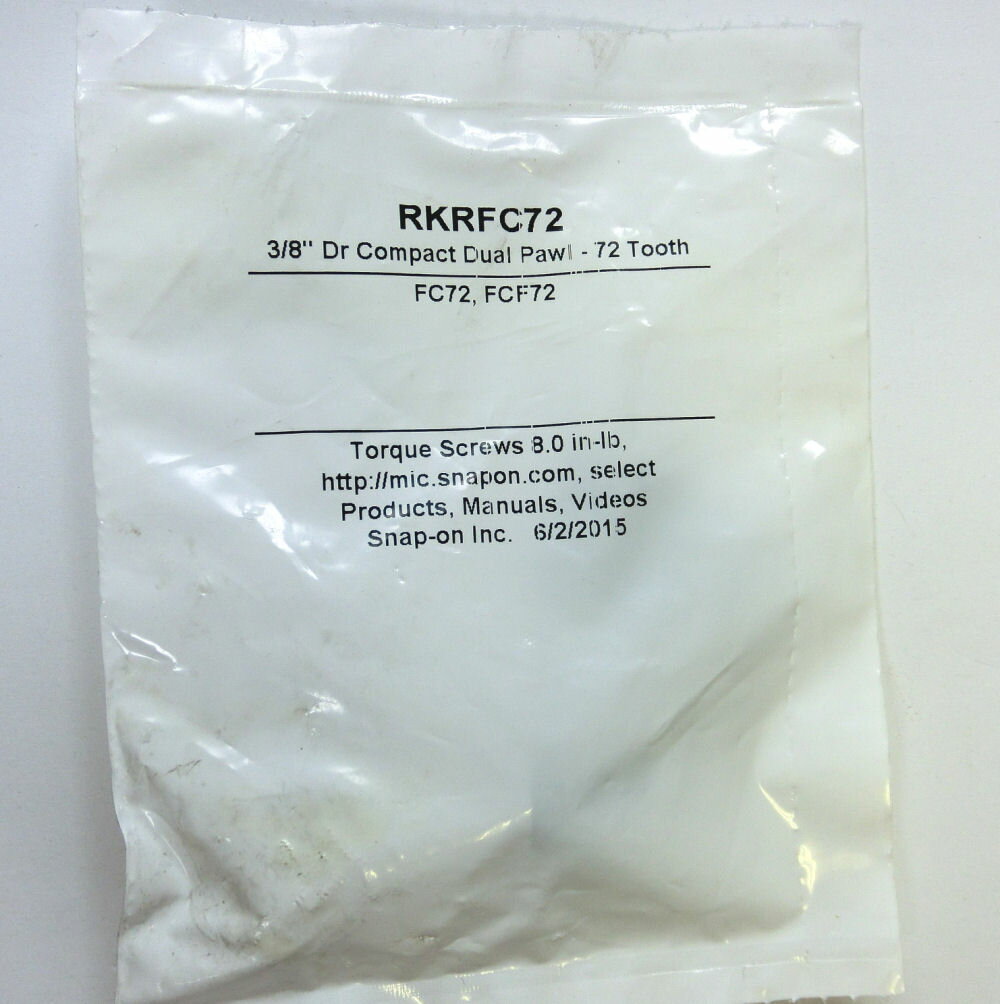 RKRFC72
3/8" Dr Compact Dual Pawl - 72 Tooth
FC72, FCF72
Torque Screws 8.0 in-lb,
http://mic.snapon.com, select
Products, Manuals, Videos
Snap-on Inc. 6/2/2015